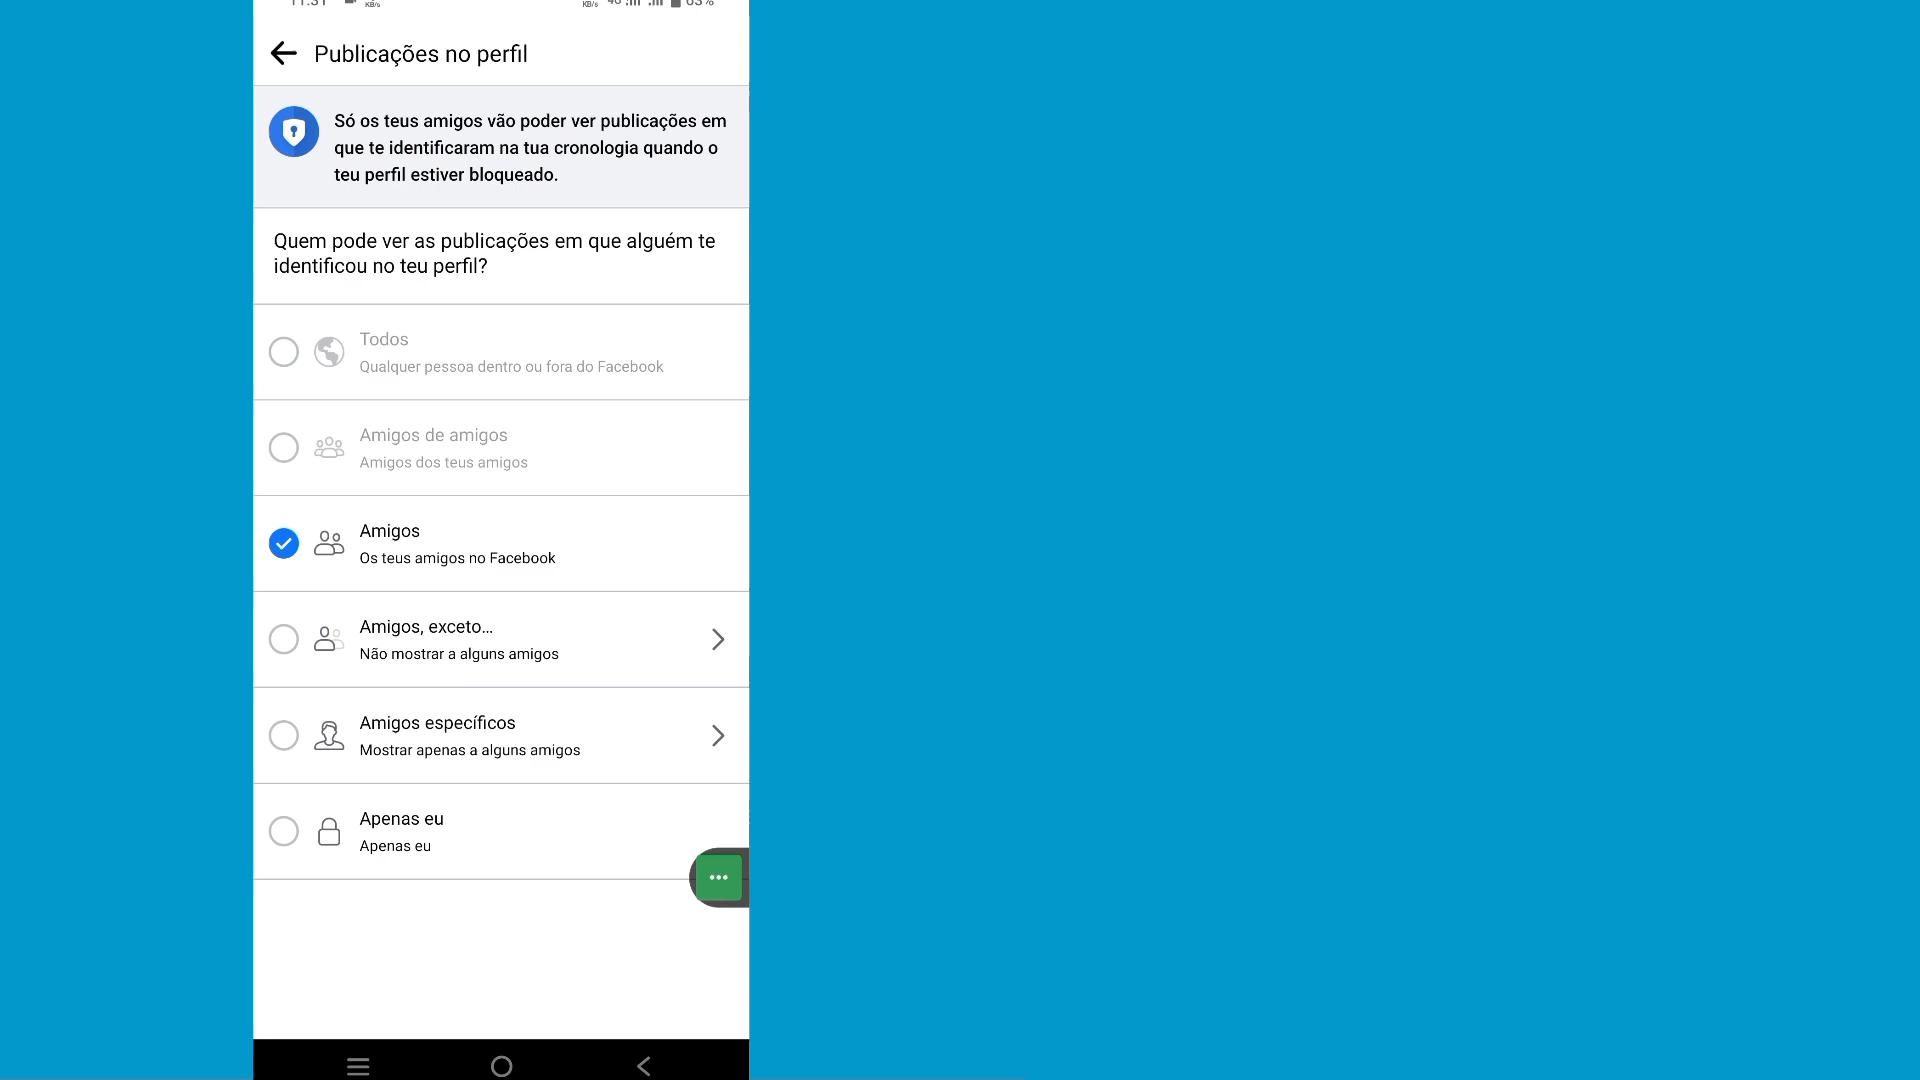 Publicações no perfil
Só os teus amigos vão poder ver publicações em
que te identificaram na tua cronologia quando o
teu perfil estiver bloqueado.
Quem pode ver as publicações em que alguém te
identificou no teu perfil?
Todos
Qualquer pessoa dentro ou fora do Facebook
Amigos de amigos
Amigos dos teus amigos
Amigos
Os teus amigos no Facebook
Amigos, exceto...
Não mostrar a alguns amigos
Amigos específicos
Mostrar apenas a alguns amigos
Apenas eu
Apenas eu